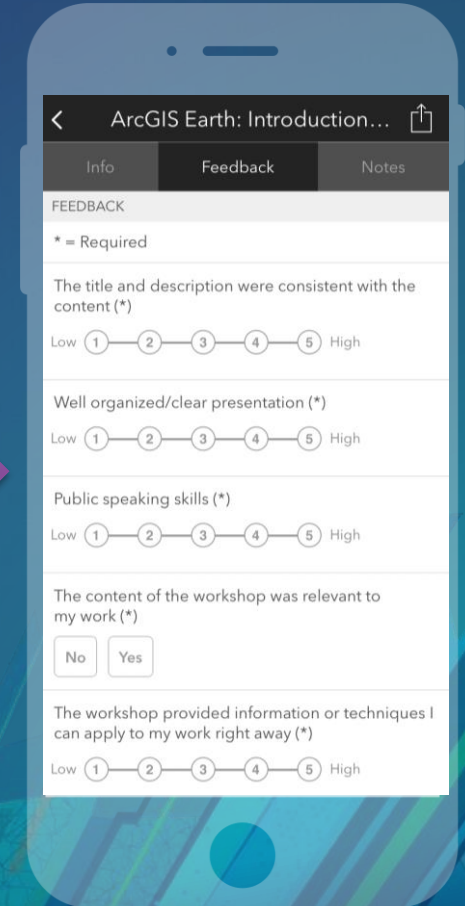 ArcGIS Earth: Introduction...
Info Feedback Notes
FEEDBACK
* = Required
The title and description were consistent with the
content (*)
Low 1 2 3 4 5 High
Well organized/clear presentation (*)
Low 1 2 3 4 5 High
Public speaking skills (*)
Low 1 2 3 4 5 High
The content of the workshop was relevant to
my work (*)
No Yes
The workshop provided information or techniques I
can apply to my work right away (*)
Low 1 2 3 4 5 High